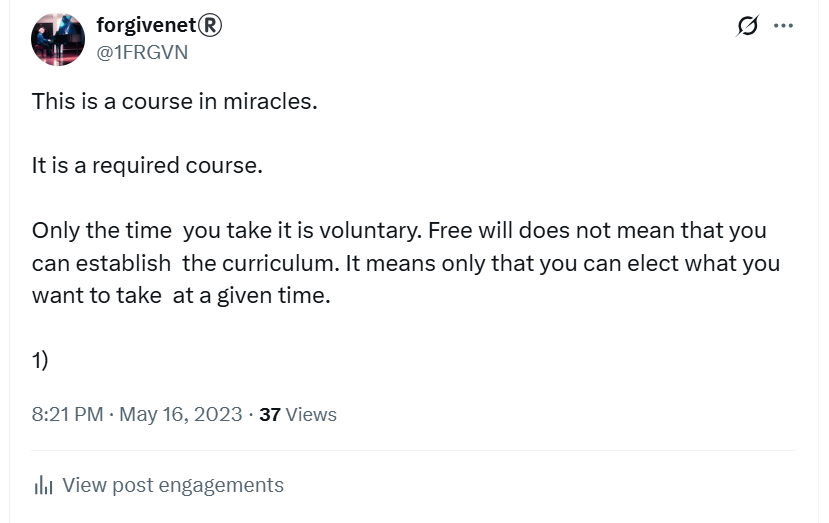 forgivenet®
@1FRGVN
This is a course in miracles.
It is a required course.
Only the time  you take it is voluntary. Free will does not mean that you
can establish  the curriculum. It means only that you can elect what you
want to take  at a given time.
1)
8:21 PM · May 16, 2023 · 37 Views
View post engagements